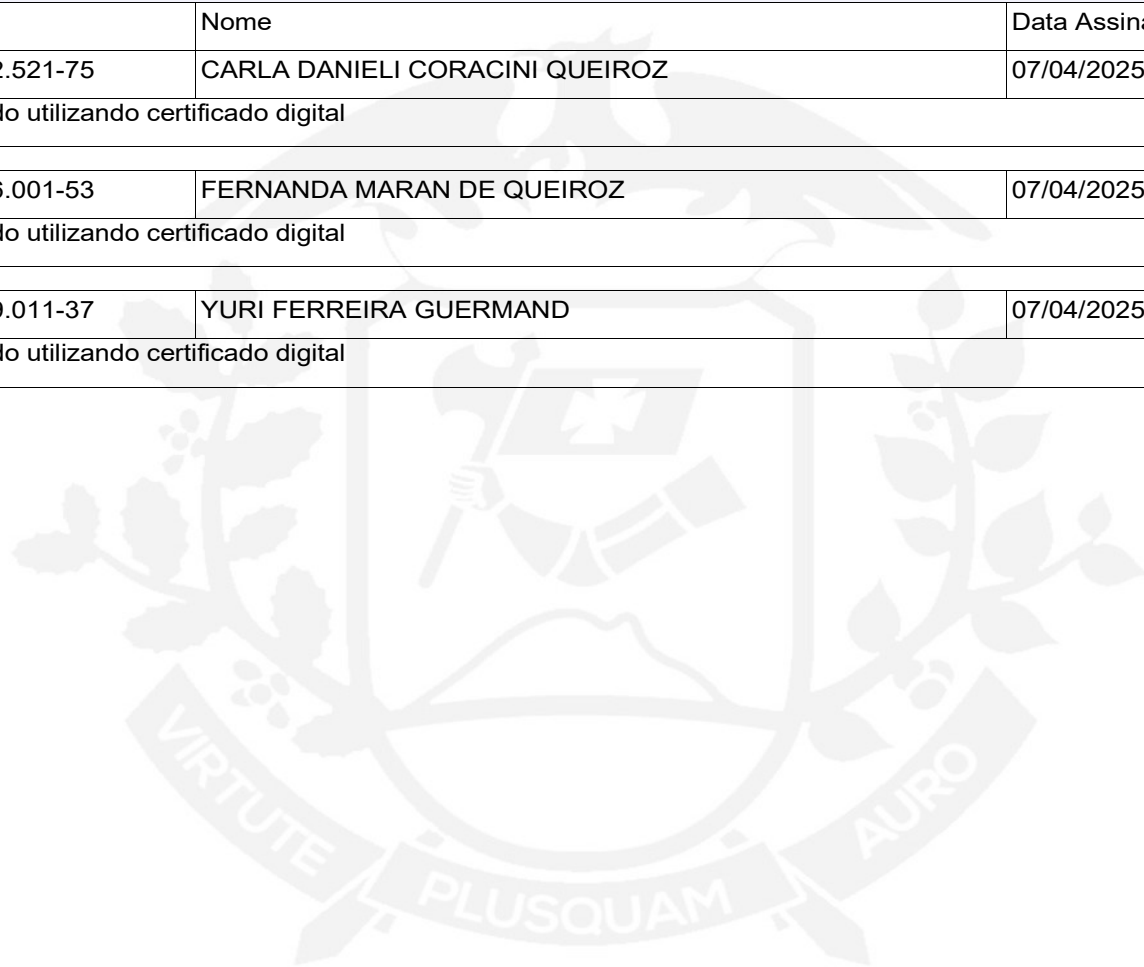 Nome Data Assina
2.521-75 CARLA DANIELI CORACINI QUEIROZ 07/04/2025
do utilizando certificado digital
6.001-53 FERNANDA MARAN DE QUEIROZ 07/04/2025
do utilizando certificado digital
9.011-37 YURI FERREIRA GUERMAND 07/04/2025
do utilizando certificado digital
VIRTUTE PLUSQUAM AURO